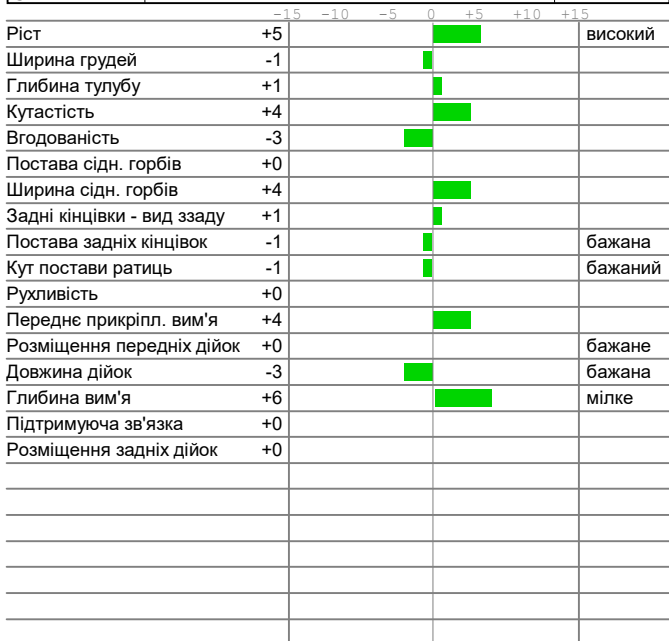 -15 -10 -5 0 +5 +10 +15
Ріст +5 високий
Ширина грудей -1
Глибина тулубу +1
Кутастість +4
Вгодованість -3
Постава сідн. горбів +0
Ширина сідн. горбів +4
Задні кінцівки - вид ззаду +1
Постава задніх кінцівок -1 бажана
Кут постави ратиць -1 бажаний
Рухливість +0
Переднє прикріпл. вим'я +4
Розміщення передніх дійок +0 бажане
Довжина дійок -3 бажана
Глибина вим'я +6 мілке
Підтримуюча зв'язка +0
Розміщення задніх дійок +0